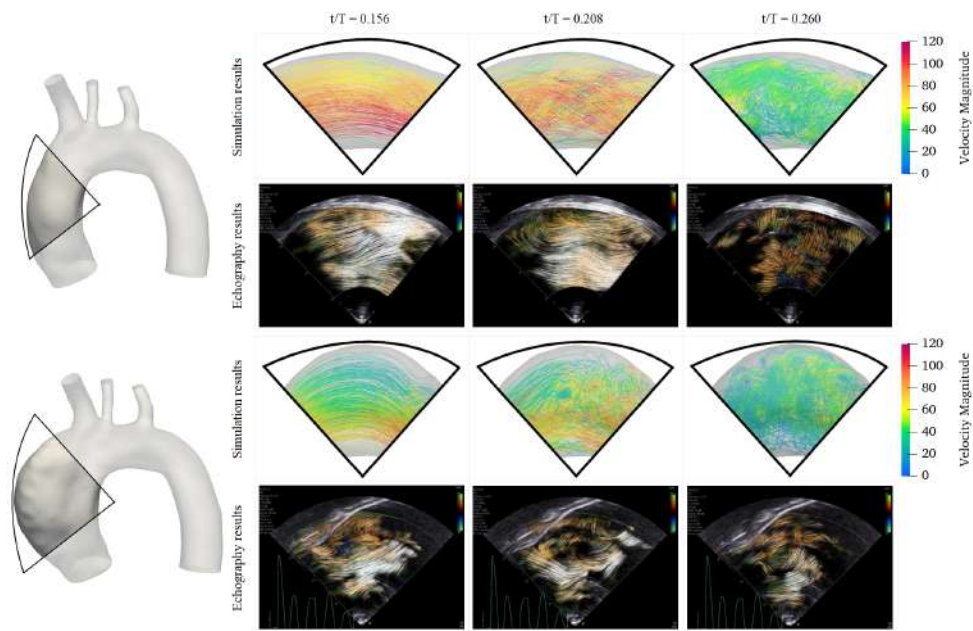 t/T = 0.156
t/T = 0.208
t/T = 0.260
Simulation results
120
100
80
60
40
20
0
Velocity Magnitude
Echography results
Simulation results
120
100
80
60
40
20
0
Velocity Magnitude
Echography results